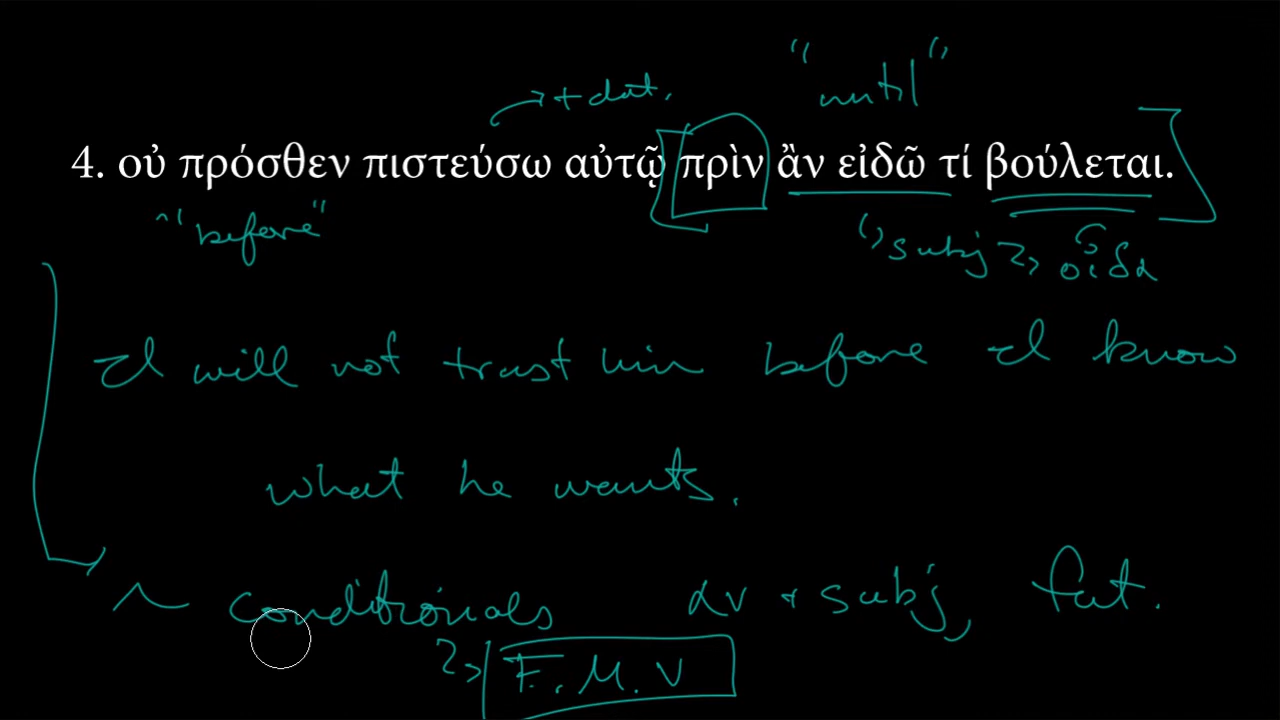 "until"
→ + dat.
4. οὐ πρόσθεν πιστεύσω αὐτῷ [πρὶν ἂν εἰδῶ τί βούλεται.]
~ "before"
subj → οἶδα
I will not trust him before I know
what he wants.
~ conditionals ἄν + subj, fut.
→ F.M.V